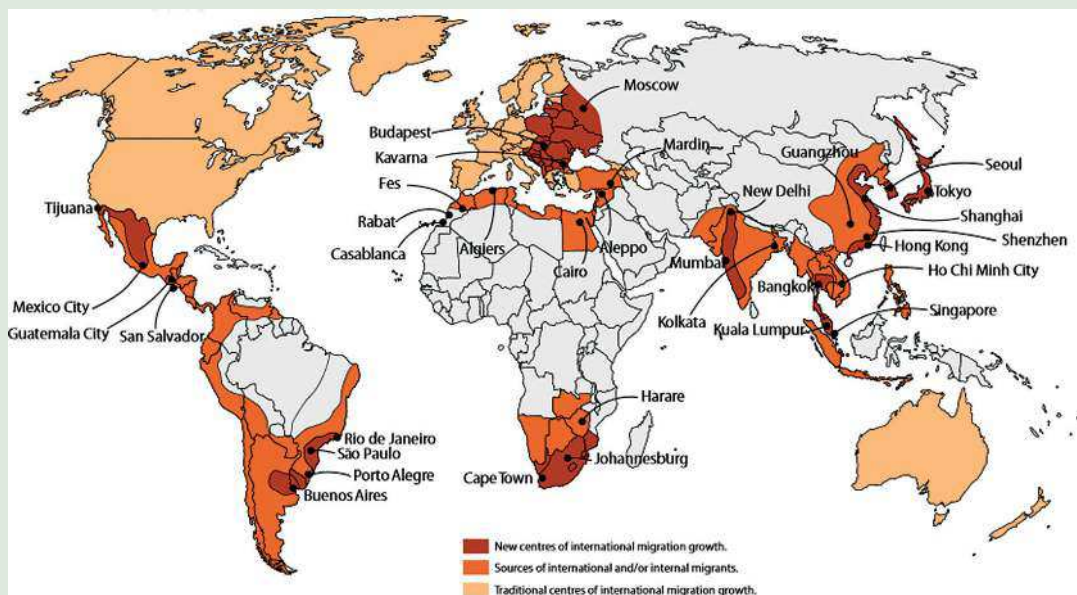 Moscow
Budapest
Mardin
Kavarna
Guangzhou
Seoul
Fes
New Delhi
Tijuana
Tokyo
Rabat
Shanghai
Casablanca
Algiers
Aleppo
Shenzhen
Cairo
Mumbai
Hong Kong
Mexico City
Bangkok
Ho Chi Minh City
Guatemala City
San Salvador
Kolkata
Kuala Lumpur
Singapore
Harare
Rio de Janeiro
São Paulo
Johannesburg
Porto Alegre
Cape Town
Buenos Aires
New centres of international migration growth.
Sources of international and/or internal migrants.
Traditional centres of international migration growth.